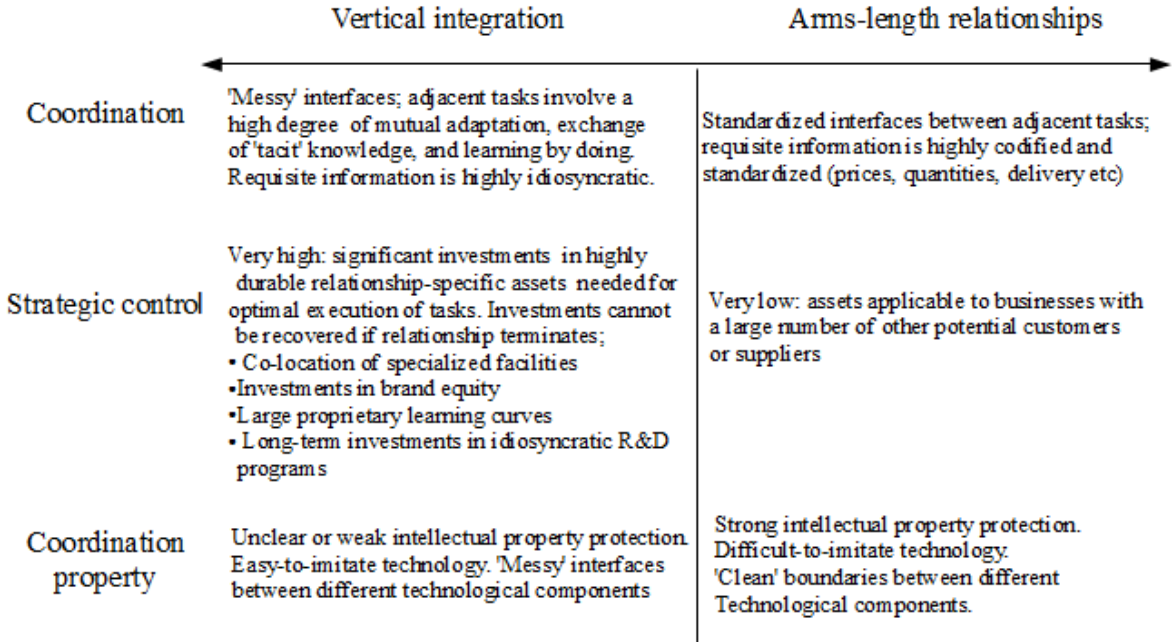 Vertical integration
Arms-length relationships
Coordination
'Messy' interfaces; adjacent tasks involve a
high degree of mutual adaptation, exchange
of 'tacit' knowledge, and learning by doing.
Requisite information is highly idiosyncratic.
Standardized interfaces between adjacent tasks;
requisite information is highly codified and
standardized (prices, quantities, delivery etc)
Strategic control
Very high: significant investments in highly
durable relationship-specific assets needed for
optimal execution of tasks. Investments cannot
be recovered if relationship terminates;
• Co-location of specialized facilities
•Investments in brand equity
•Large proprietary learning curves
• Long-term investments in idiosyncratic R&D
programs
Very low: assets applicable to businesses with
a large number of other potential customers
or suppliers
Coordination
property
Unclear or weak intellectual property protection.
Easy-to-imitate technology. 'Messy' interfaces
between different technological components
Strong intellectual property protection.
Difficult-to-imitate technology.
'Clean' boundaries between different
Technological components.